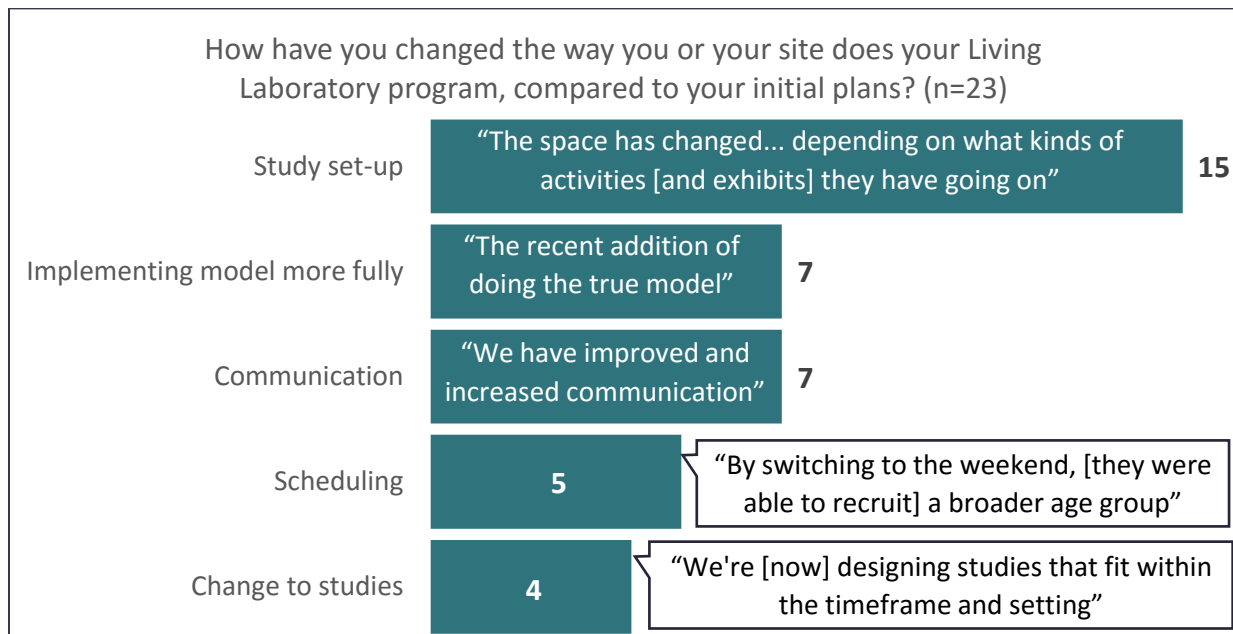 How have you changed the way you or your site does your Living
Laboratory program, compared to your initial plans? (n=23)
Study set-up
“The space has changed... depending on what kinds of
activities [and exhibits] they have going on”
15
Implementing model more fully
“The recent addition of
doing the true model”
7
Communication
“We have improved and
increased communication”
7
Scheduling
5
“By switching to the weekend, [they were
able to recruit] a broader age group”
Change to studies
4
“We're [now] designing studies that fit within
the timeframe and setting”